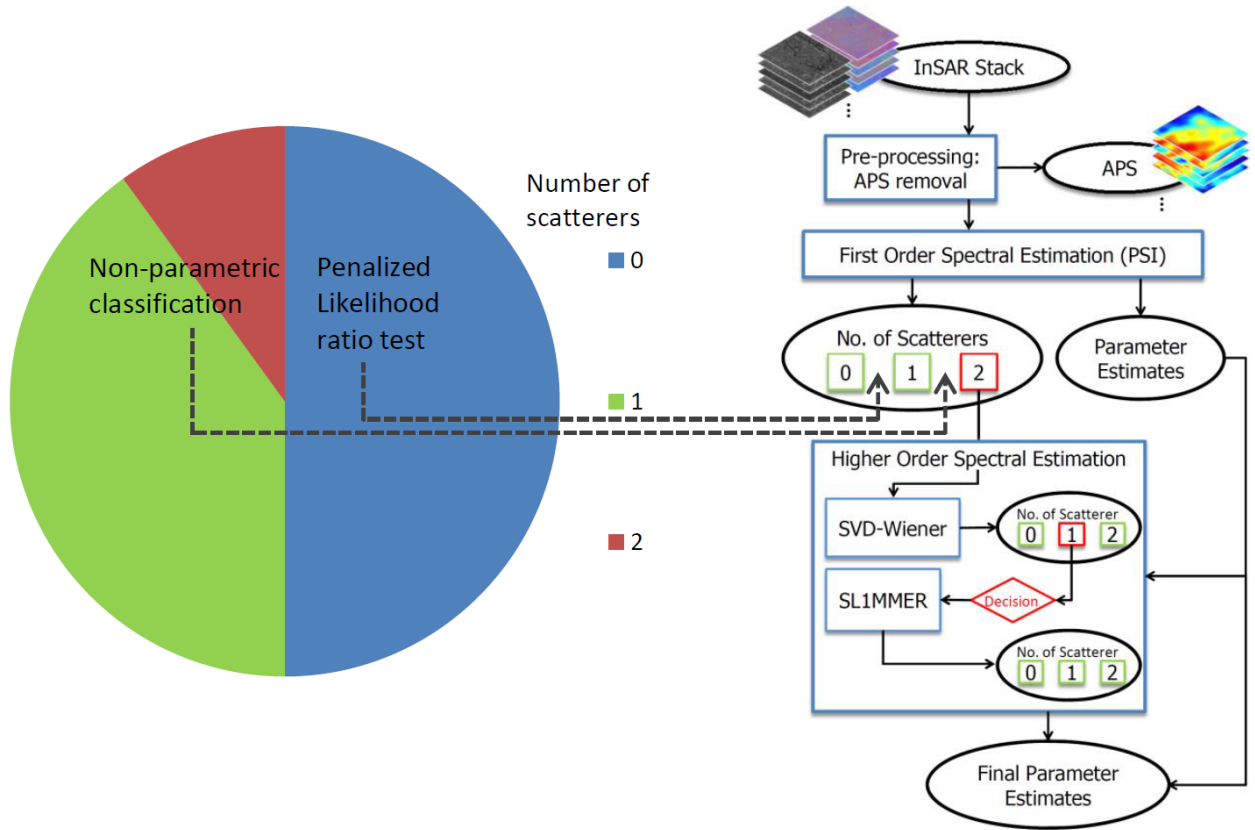 Non-parametric
classification
Penalized
Likelihood
ratio test
Number of
scatterers
0
1
2
InSAR Stack
Pre-processing:
APS removal
APS
First Order Spectral Estimation (PSI)
No. of Scatterers
0 1 2
Parameter
Estimates
Higher Order Spectral Estimation
SVD-Wiener
No. of Scatterer
0 1 2
SL1MMER
Decision
No. of Scatterer
0 1 2
Final Parameter
Estimates